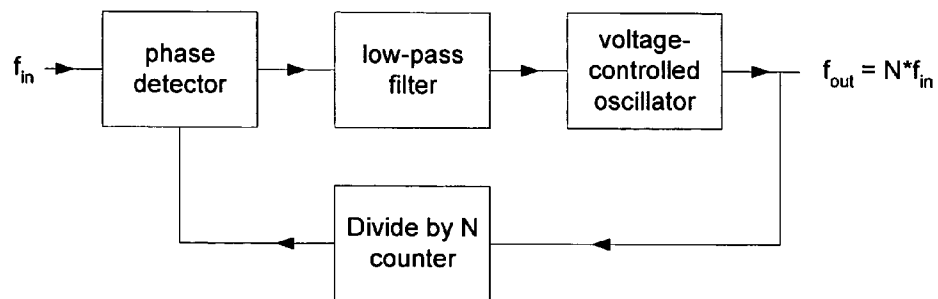 f_in
phase
detector
low-pass
filter
voltage-
controlled
oscillator
f_out = N*f_in
Divide by N
counter